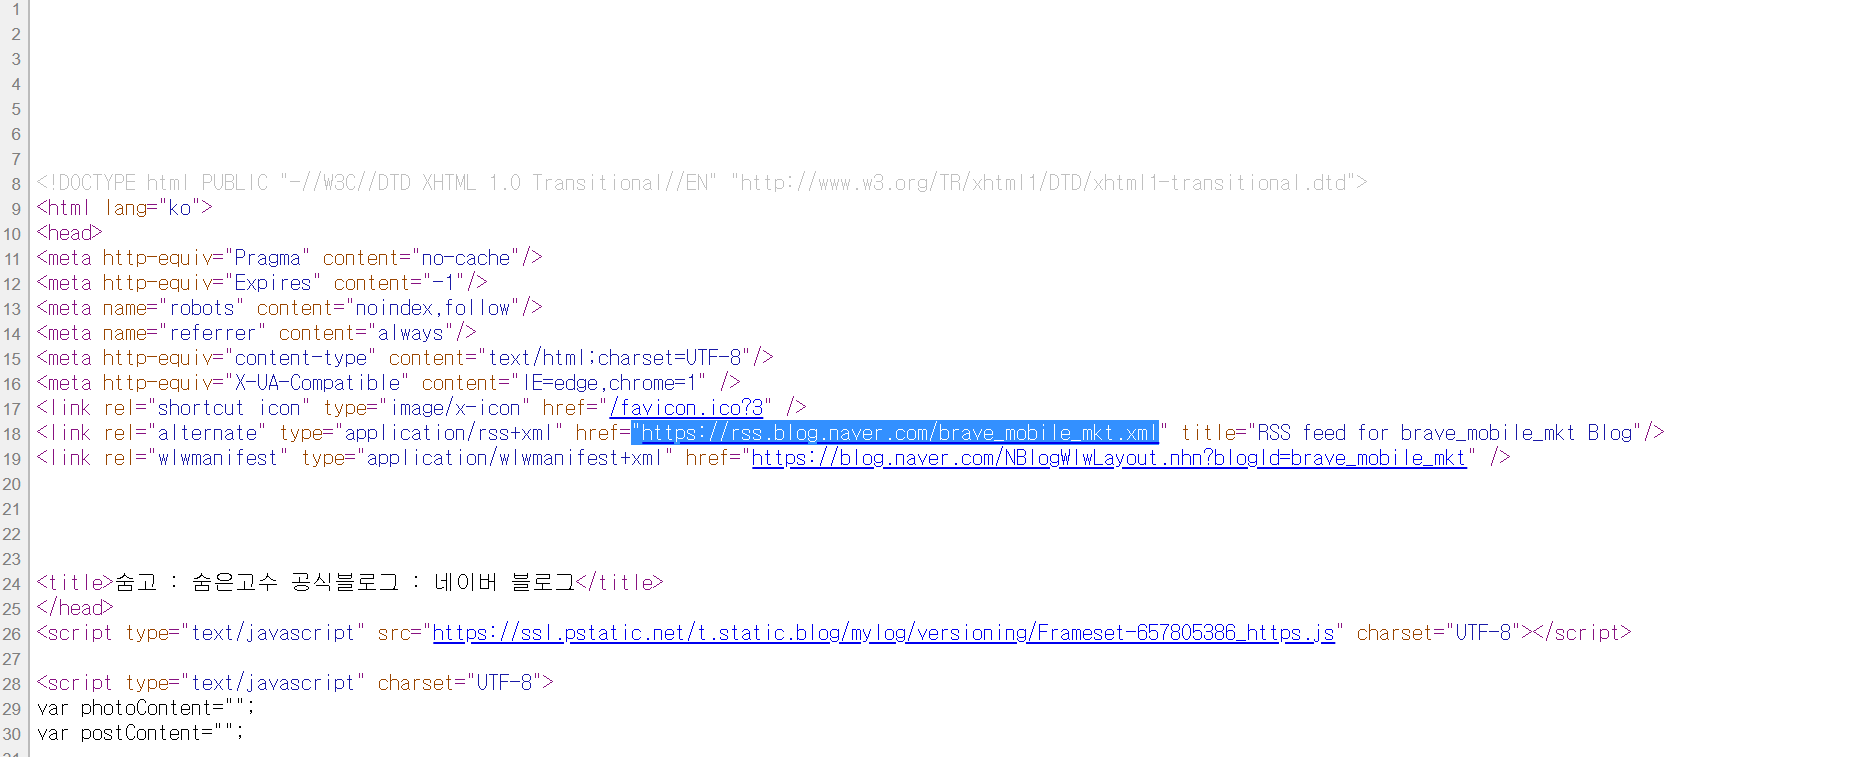 1
2
3
4
5
6
7
8 <!DOCTYPE html PUBLIC "-//W3C//DTD XHTML 1.0 Transitional//EN" "http://www.w3.org/TR/xhtml1/DTD/xhtml1-transitional.dtd">
9 <html lang="ko">
10 <head>
11 <meta http-equiv="Pragma" content="no-cache"/>
12 <meta http-equiv="Expires" content="-1"/>
13 <meta name="robots" content="noindex,follow"/>
14 <meta name="referrer" content="always"/>
15 <meta http-equiv="content-type" content="text/html;charset=UTF-8"/>
16 <meta http-equiv="X-UA-Compatible" content="IE=edge,chrome=1" />
17 <link rel="shortcut icon" type="image/x-icon" href="/favicon.ico?3" />
18 <link rel="alternate" type="application/rss+xml" href="https://rss.blog.naver.com/brave_mobile_mkt.xml" title="RSS feed for brave_mobile_mkt Blog"/>
19 <link rel="wlwmanifest" type="application/wlwmanifest+xml" href="https://blog.naver.com/NBlogWlwLayout.nhn?blogId=brave_mobile_mkt" />
20
21
22
23
24 <title>숨고 : 숨은고수 공식블로그 : 네이버 블로그</title>
25 </head>
26 <script type="text/javascript" src="https://ssl.pstatic.net/t.static.blog/mylog/versioning/Frameset-657805386_https.js" charset="UTF-8"></script>
27
28 <script type="text/javascript" charset="UTF-8">
29 var photoContent="";
30 var postContent="";